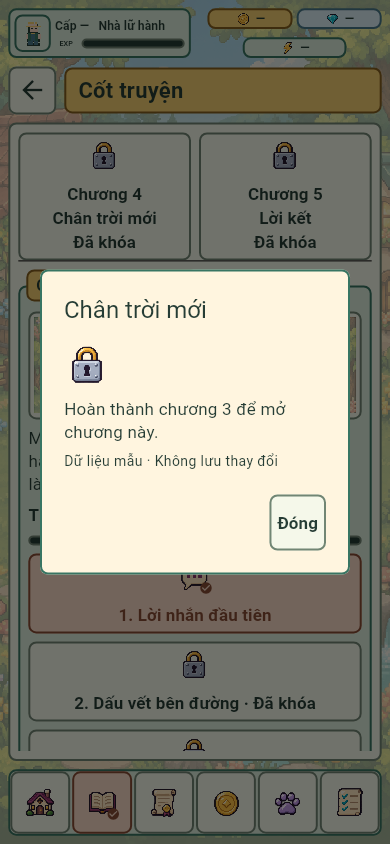 Cấp — Nhà lữ hành
EXP
—
—
—
Cốt truyện
Chương 4
Chân trời mới
Đã khóa
Chương 5
Lời kết
Đã khóa
Chân trời mới
Hoàn thành chương 3 để mở
chương này.
Dữ liệu mẫu · Không lưu thay đổi
Đóng
1. Lời nhắn đầu tiên
2. Dấu vết bên đường · Đã khóa